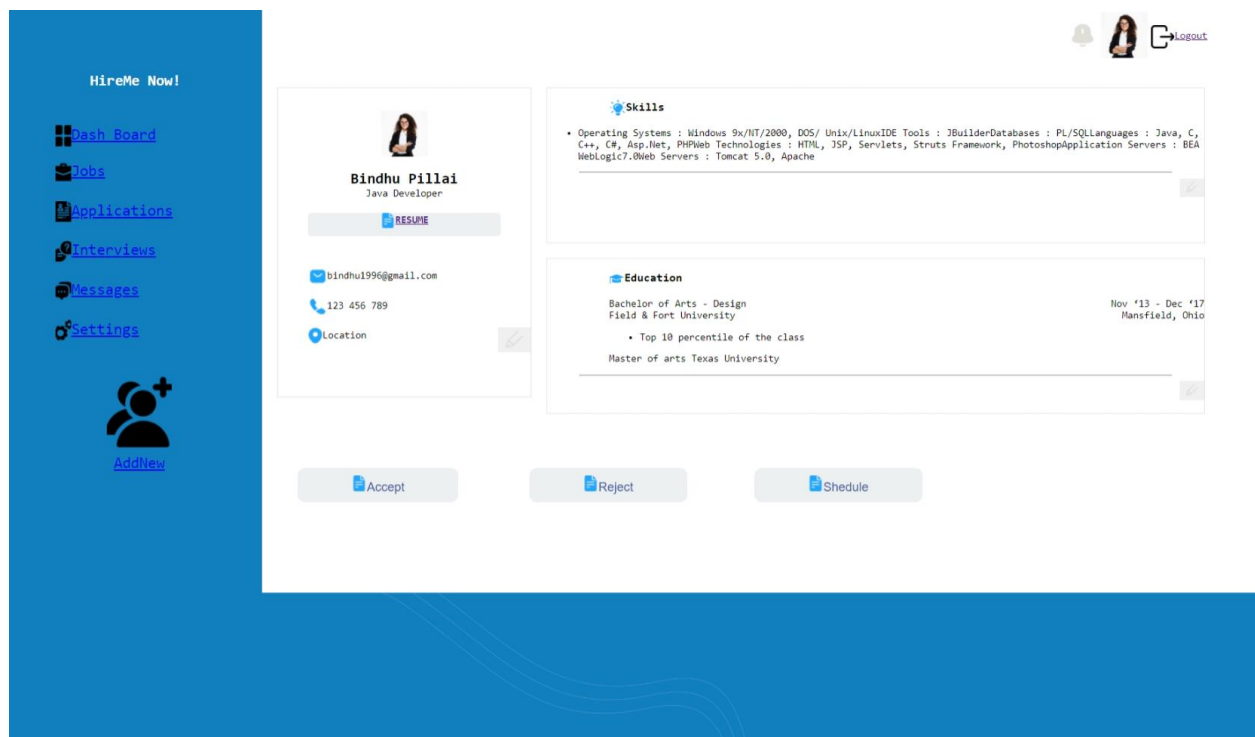 Logout
HireMe Now!
Dash Board
Jobs
Applications
Interviews
Messages
Settings
AddNew
Bindhu Pillai
Java Developer
RESUME
bindhu1996@gmail.com
123 456 789
Location
Skills
• Operating Systems : Windows 9x/NT/2000, DOS/ Unix/LinuxIDE Tools : JBuilderDatabases : PL/SQLLanguages : Java, C,
C++, C#, Asp.Net, PHPWeb Technologies : HTML, JSP, Servlets, Struts Framework, PhotoshopApplication Servers : BEA
WebLogic7.0Web Servers : Tomcat 5.0, Apache
Education
Bachelor of Arts - Design Nov ‘13 - Dec ‘17
Field & Fort University Mansfield, Ohio
• Top 10 percentile of the class
Master of arts Texas University
Accept
Reject
Shedule